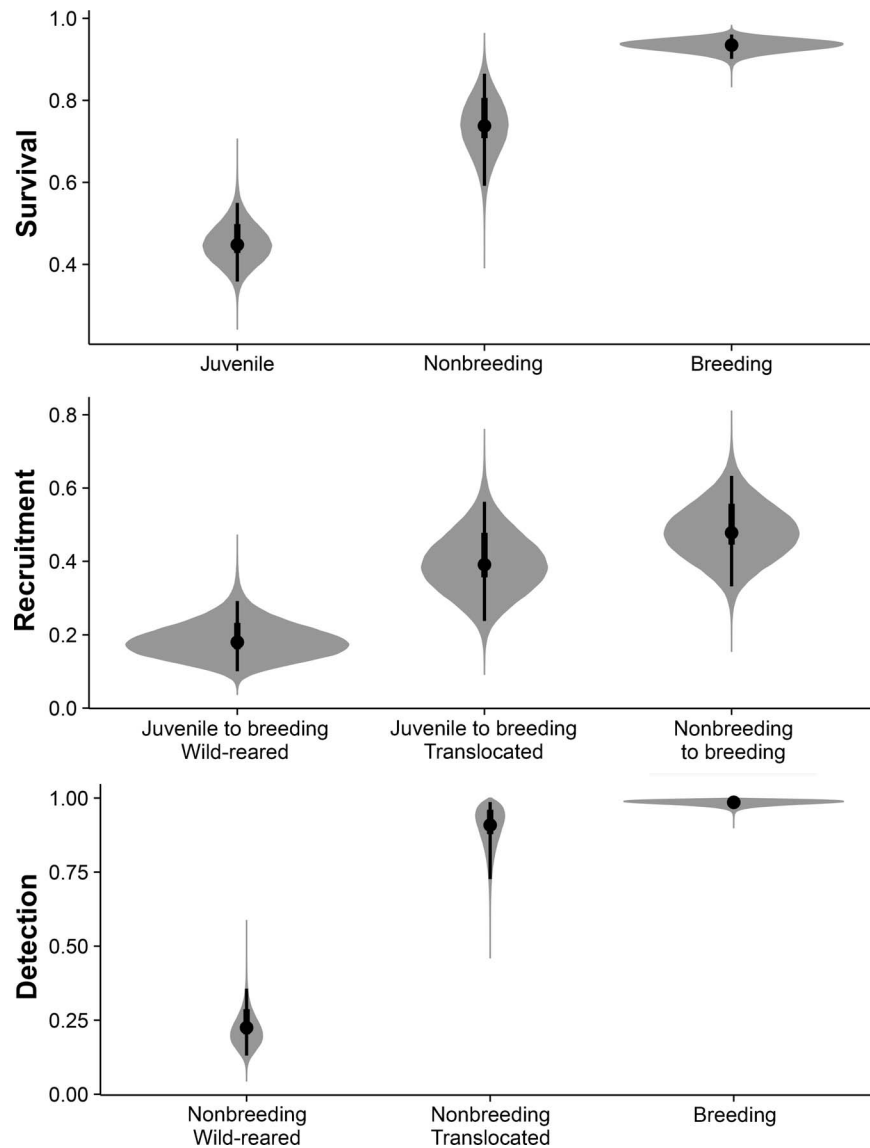 Survival
1.0
0.8
0.6
0.4
Juvenile Nonbreeding Breeding
Recruitment
0.8
0.6
0.4
0.2
0.0
Juvenile to breeding Juvenile to breeding Nonbreeding
Wild-reared Translocated to breeding
Detection
1.00
0.75
0.50
0.25
0.00
Nonbreeding Nonbreeding Breeding
Wild-reared Translocated